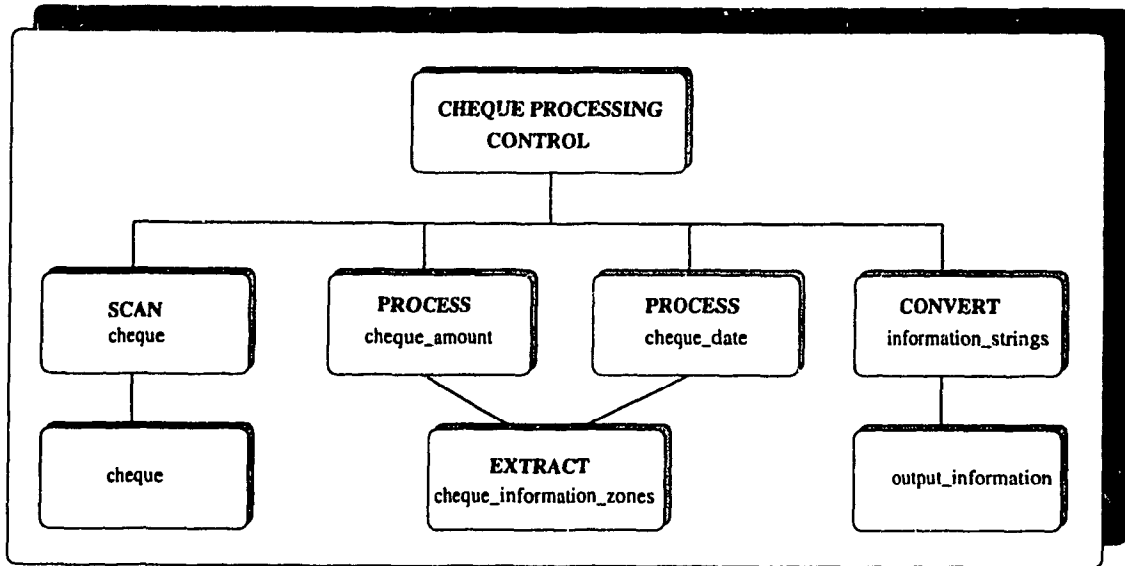 CHEQUE PROCESSING
CONTROL
SCAN
cheque
PROCESS
cheque_amount
PROCESS
cheque_date
CONVERT
information_strings
cheque
EXTRACT
cheque_information_zones
output_information